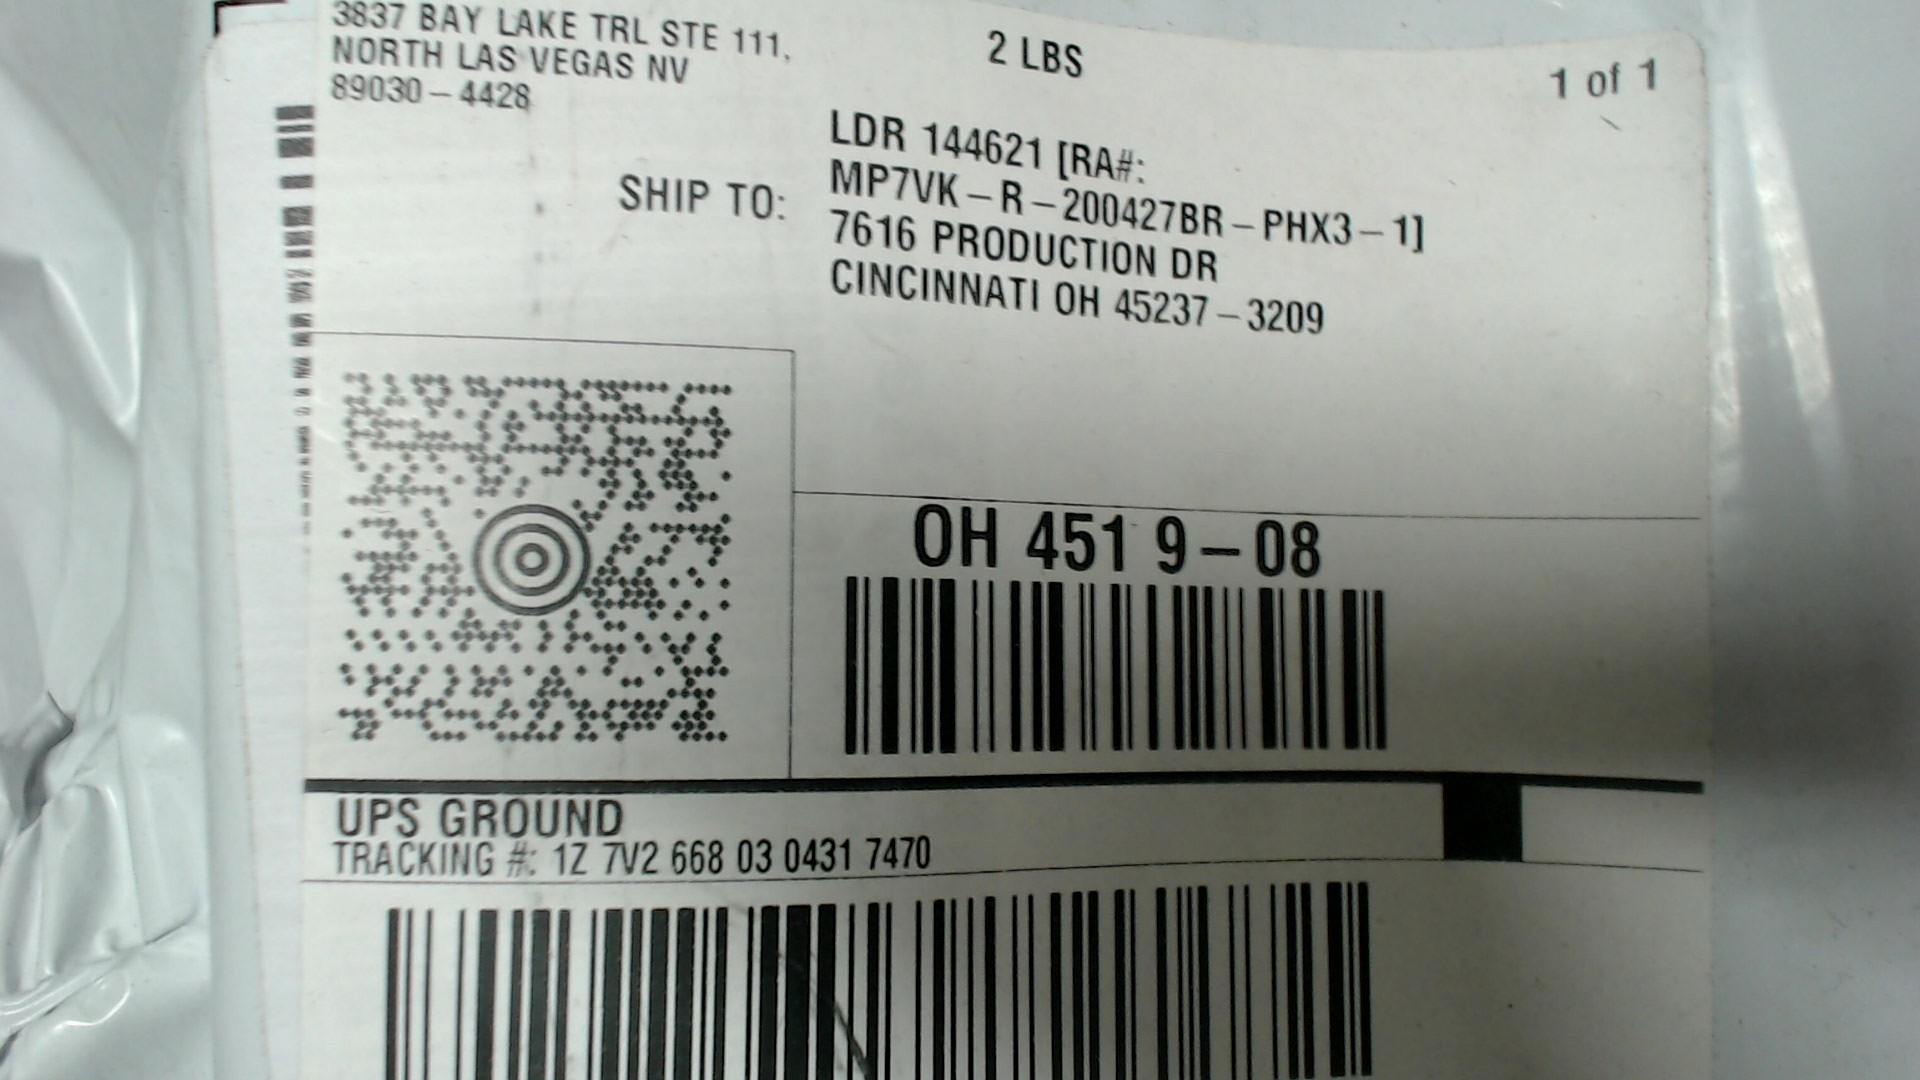 3837 BAY LAKE TRL STE 111,
NORTH LAS VEGAS NV
89030-4428
2 LBS
1 of 1
SHIP TO:
LDR 144621 [RA#:
MP7VK-R-200427BR-PHX3-1]
7616 PRODUCTION DR
CINCINNATI OH 45237-3209
OH 451 9-08
UPS GROUND
TRACKING #: 1Z 7V2 668 03 0431 7470